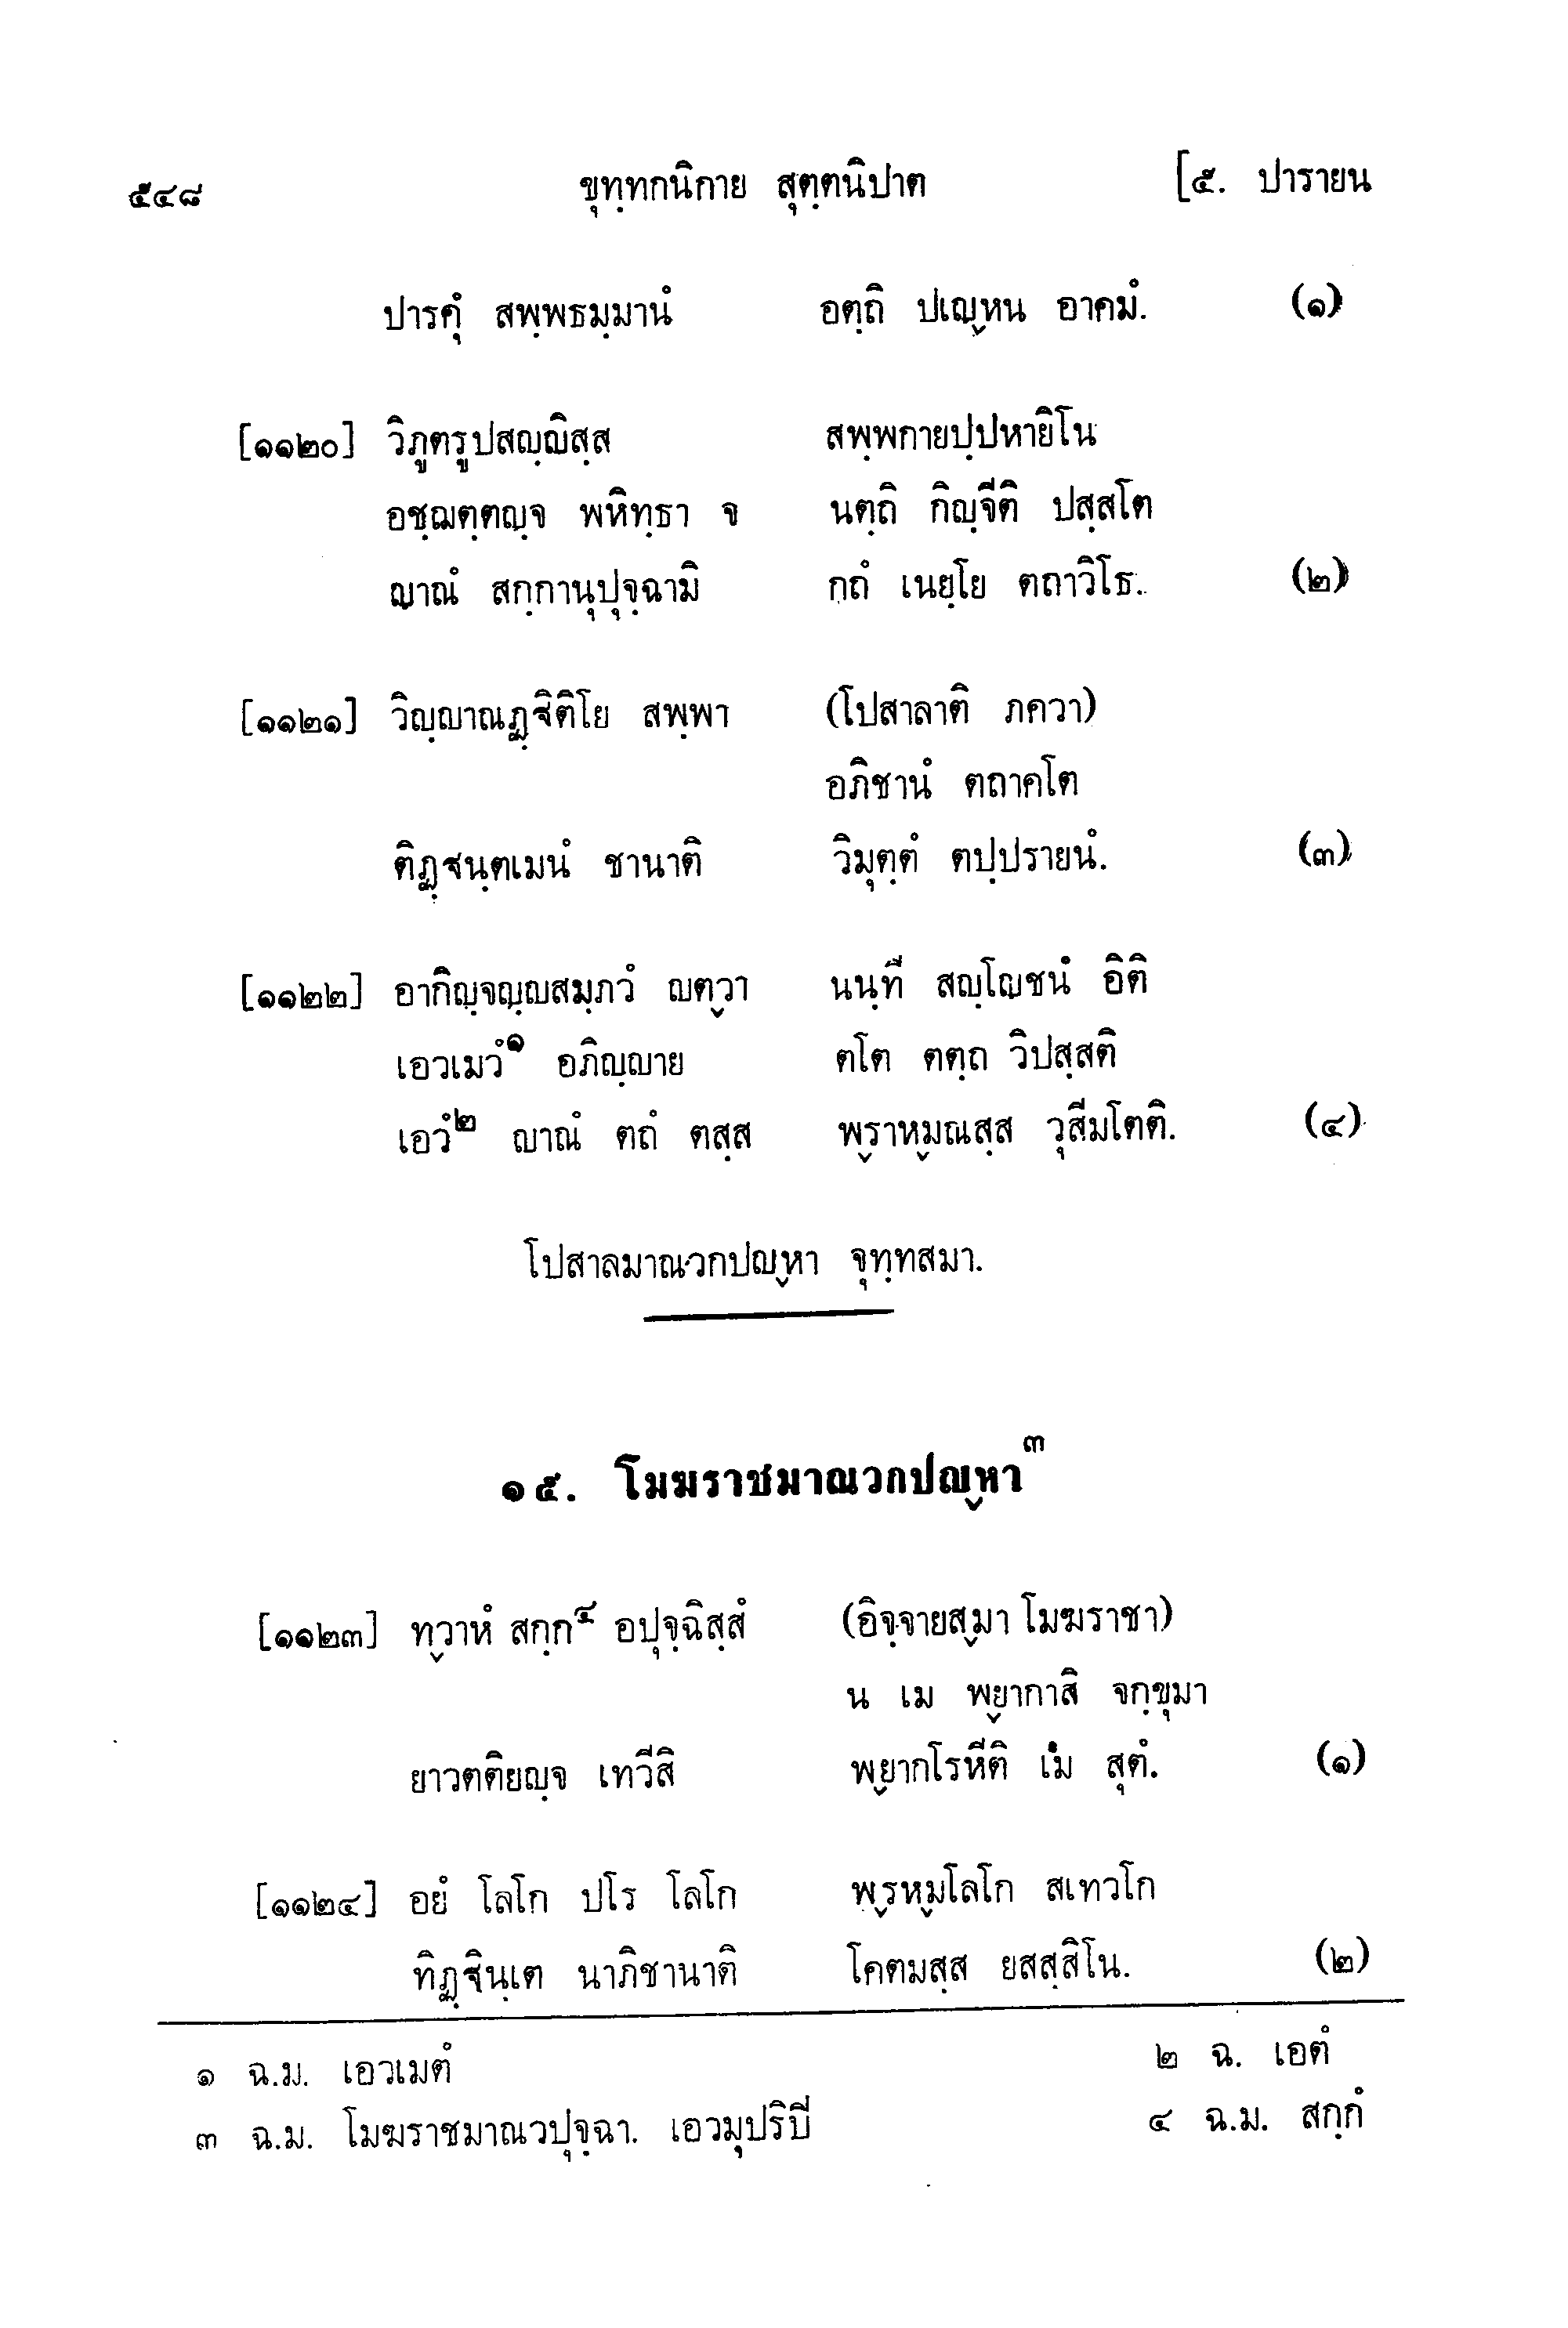 ๕๔๘ ขุทฺทกนิกาย สุตฺตนิปาต [๕. ปารายน
ปารคุํ สพฺพธมฺมานํ อตฺถิ ปเญฺหน อาคมํ. (๑)
[๑๑๒๐] วิภูตรูปสญฺญิสฺส สพฺพกายปฺปหายิโน
อชฺฌตฺตญฺจ พหิทฺธา จ นตฺถิ กิญฺจีติ ปสฺสโต
ญาณํ สกฺกานุปุจฺฉามิ กถํ เนยฺโย ตถาวิโธ. (๒)
[๑๑๒๑] วิญฺญาณฏฺฐิติโย สพฺพา (โปสาลาติ ภควา)
อภิชานํ ตถาคโต
ติฏฺฐนฺตเมนํ ชานาติ วิมุตฺตํ ตปฺปรายนํ. (๓)
[๑๑๒๒] อากิญฺจญฺญสมฺภวํ ญตฺวา นนฺที สญฺโญชนํ อิติ
เอวเมวํ๑ อภิญฺญาย ตโต ตตฺถ วิปสฺสติ
เอวํ๒ ญาณํ ตถํ ตสฺส พฺราหฺมณสฺส วุสีมโตติ. (๔)
โปสาลมาณวกปญฺหา จุทฺทสมา.
๑๕. โมฆราชมาณวกปญฺหา๓
[๑๑๒๓] ทฺวาหํ สกฺก๔ อปุจฺฉิสฺสํ (อิจฺจายสฺมา โมฆราชา)
น เม พฺยากาสิ จกฺขุมา
ยาวตติยญฺจ เทวีสิ พฺยากโรหีติ เม สุตํ. (๑)
[๑๑๒๔] อยํ โลโก ปโร โลโก พฺรหฺมโลโก สเทวโก
ทิฏฺฐินฺเต นาภิชานาติ โคตมสฺส ยสสฺสิโน. (๒)
๑ ฉ.ม. เอวเมตํ ๒ ฉ. เอตํ
๓ ฉ.ม. โมฆราชมาณวปุจฺฉา. เอวมุปริปี ๔ ฉ.ม. สกฺกํ